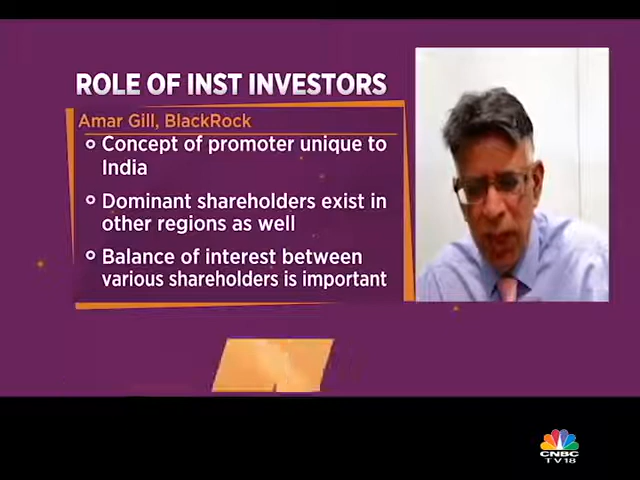 ROLE OF INST INVESTORS
Amar Gill, BlackRock
Concept of promoter unique to
India
Dominant shareholders exist in
other regions as well
Balance of interest between
various shareholders is important
CNBC
TV18